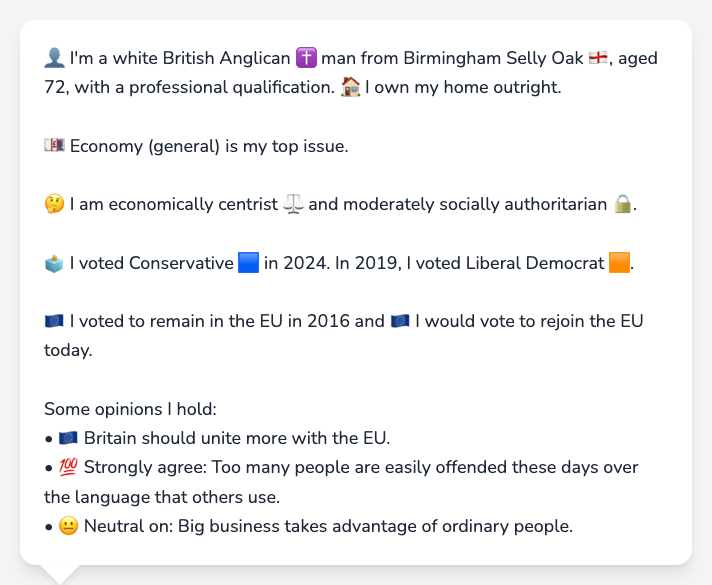 👤 I'm a white British Anglican ✝️ man from Birmingham Selly Oak 🏴󠁧󠁢󠁥󠁮󠁧󠁿, aged
72, with a professional qualification. 🏠 I own my home outright.
💷 Economy (general) is my top issue.
🤔 I am economically centrist ⚖️ and moderately socially authoritarian 🔒.
🗳️ I voted Conservative 🟦 in 2024. In 2019, I voted Liberal Democrat 🟧.
🇪🇺 I voted to remain in the EU in 2016 and 🇪🇺 I would vote to rejoin the EU
today.
Some opinions I hold:
• 🇪🇺 Britain should unite more with the EU.
• 💯 Strongly agree: Too many people are easily offended these days over
the language that others use.
• 😐 Neutral on: Big business takes advantage of ordinary people.